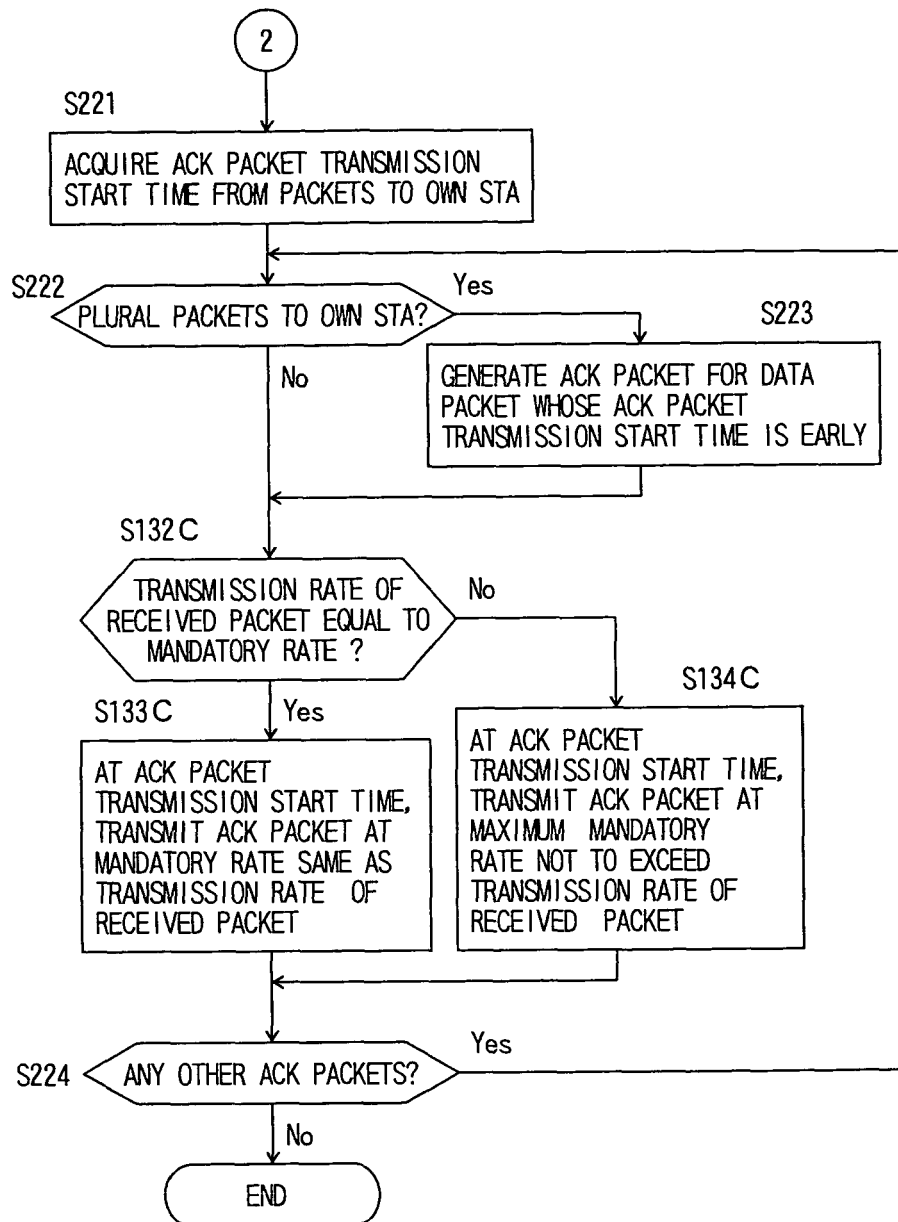 2
S221
ACQUIRE ACK PACKET TRANSMISSION
START TIME FROM PACKETS TO OWN STA
S222
PLURAL PACKETS TO OWN STA?
Yes
No
S223
GENERATE ACK PACKET FOR DATA
PACKET WHOSE ACK PACKET
TRANSMISSION START TIME IS EARLY
S132C
TRANSMISSION RATE OF
RECEIVED PACKET EQUAL TO
MANDATORY RATE ?
No
Yes
S133C
AT ACK PACKET
TRANSMISSION START TIME,
TRANSMIT ACK PACKET AT
MANDATORY RATE SAME AS
TRANSMISSION RATE OF
RECEIVED PACKET
S134C
AT ACK PACKET
TRANSMISSION START TIME,
TRANSMIT ACK PACKET AT
MAXIMUM MANDATORY
RATE NOT TO EXCEED
TRANSMISSION RATE OF
RECEIVED PACKET
S224
ANY OTHER ACK PACKETS?
Yes
No
END